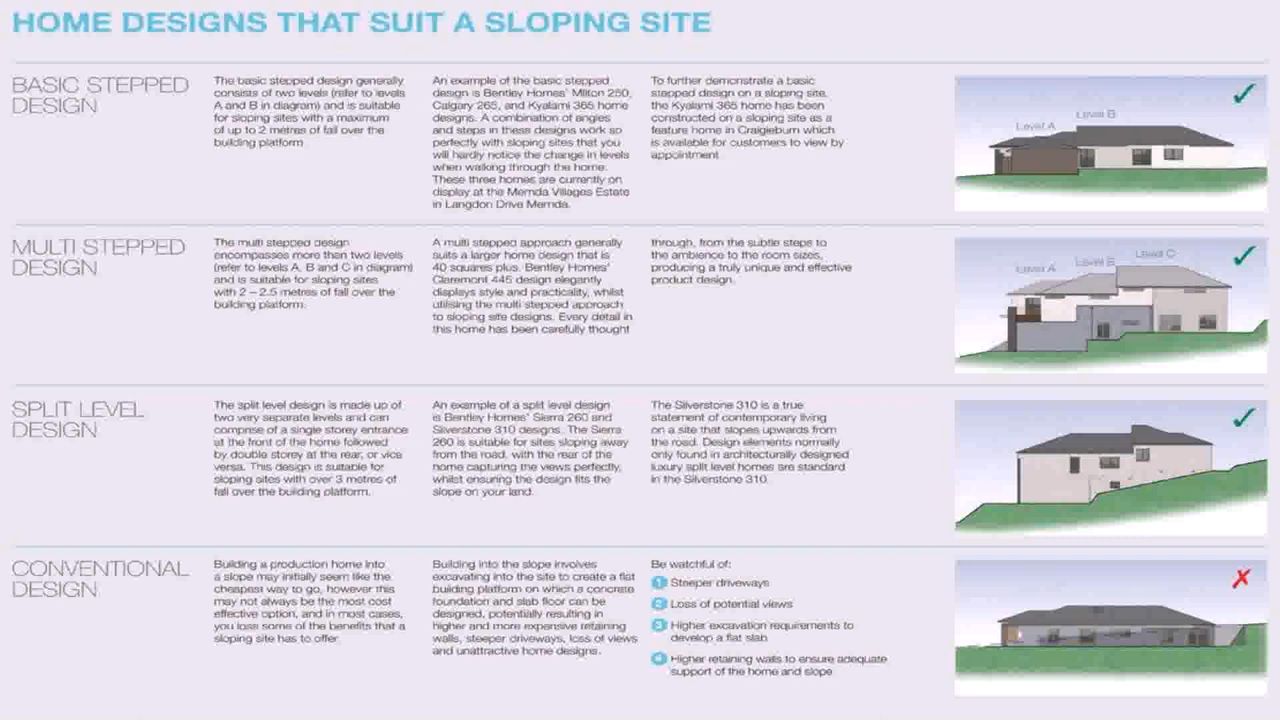 HOME DESIGNS THAT SUIT A SLOPING SITE
BASIC STEPPED
DESIGN
The basic stepped design generally
consists of two levels (refer to levels
A and B in diagram) and is suitable
for sloping sites with a maximum
of up to 2 metres of fall over the
building platform
An example of the basic stepped
design is Bentley Homes' Milton 250,
Calgary 265, and Kyalami 365 home
designs. A combination of angles
and steps in these designs work so
perfectly with sloping sites that you
will hardly notice the change in levels
when walking through the home.
These three homes are currently on
display at the Mernda Villages Estate
in Langdon Drive Mernda.
To further demonstrate a basic
stepped design on a sloping site,
the Kyalami 365 home has been
constructed on a sloping site as a
feature home in Craigieburn which
is available for customers to view by
appointment
Level A
Level B
MULTI STEPPED
DESIGN
The multi stepped design
encompasses more than two levels
(refer to levels A, B and C in diagram)
and is suitable for sloping sites
with 2 – 2.5 metres of fall over the
building platform.
A multi stepped approach generally
suits a larger home design that is
40 squares plus. Bentley Homes'
Claremont 445 design elegantly
displays style and practicality, whilst
utilising the multi stepped approach
to sloping site designs. Every detail in
this home has been carefully thought
through, from the subtle steps to
the ambience to the room sizes,
producing a truly unique and effective
product design.
Level A
Level B
Level C
SPLIT LEVEL
DESIGN
The split level design is made up of
two very separate levels and can
comprise of a single storey entrance
at the front of the home followed
by double storey at the rear, or vice
versa. This design is suitable for
sloping sites with over 3 metres of
fall over the building platform.
An example of a split level design
is Bentley Homes' Sierra 260 and
Silverstone 310 designs. The Sierra
260 is suitable for sites sloping away
from the road, with the rear of the
home capturing the views perfectly,
whilst ensuring the design fits the
slope on your land.
The Silverstone 310 is a true
statement of contemporary living
on a site that slopes upwards from
the road. Design elements normally
only found in architecturally designed
luxury split level homes are standard
in the Silverstone 310.
CONVENTIONAL
DESIGN
Building a production home into
a slope may initially seem like the
cheapest way to go, however this
may not always be the most cost
effective option, and in most cases,
you lose some of the benefits that a
sloping site has to offer.
Building into the slope involves
excavating into the site to create a flat
building platform on which a concrete
foundation and slab floor can be
designed, potentially resulting in
higher and more expensive retaining
walls, steeper driveways, loss of views
and unattractive home designs.
Be watchful of:
1 Steeper driveways
2 Loss of potential views
3 Higher excavation requirements to
develop a flat slab
4 Higher retaining walls to ensure adequate
support of the home and slope